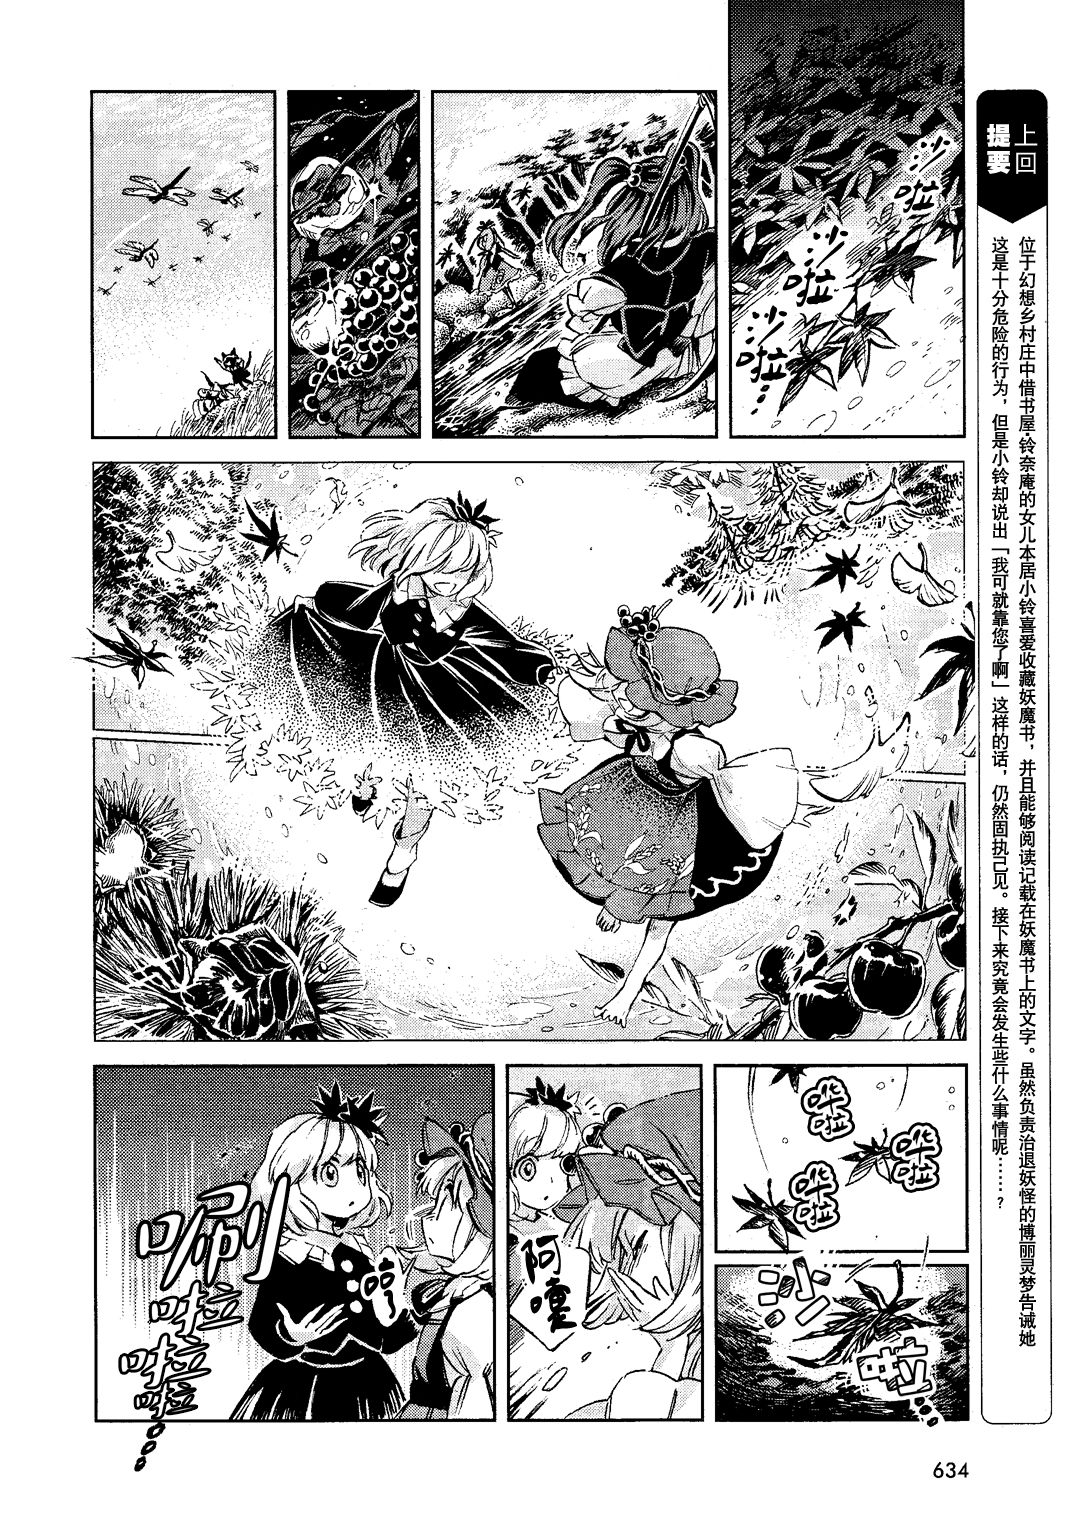 上回
提要
位于幻想乡村庄中借书屋·铃奈庵的女儿本居小铃喜爱收藏妖魔书，并且能够阅读记载在妖魔书上的文字。虽然负责治退妖怪的博丽灵梦告诫她
这是十分危险的行为，但是小铃却说出「我可就靠您了啊」这样的话，仍然固执己见。接下来究竟会发生些什么事情呢……？
沙
啦
沙
啦
沙
啦…
哗
啦
哗
啦
哗
啦
沙
啦…
阿
嚏
唰
啦
啦
啦
634